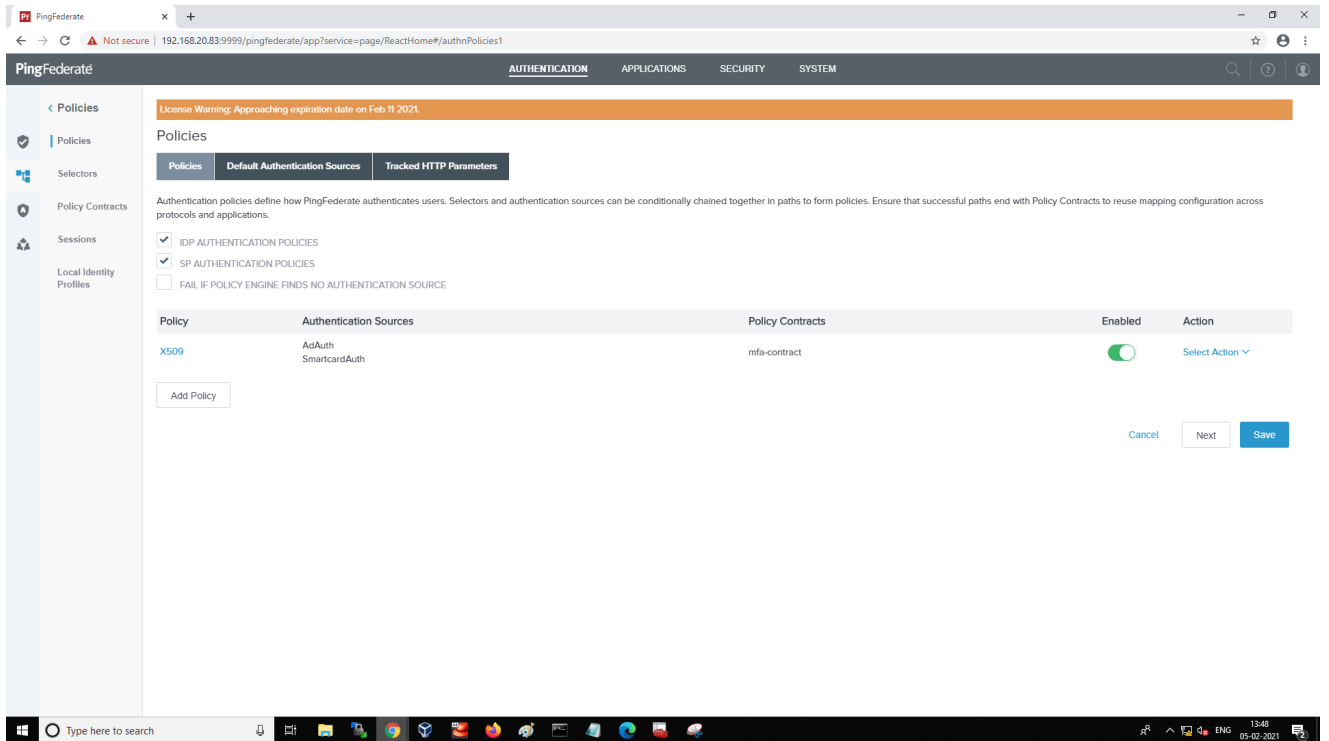 Pf PingFederate
Not secure | 192.168.20.83:9999/pingfederate/app?service=page/ReactHome#/authnPolicies1
PingFederate AUTHENTICATION APPLICATIONS SECURITY SYSTEM
< Policies
Policies
Selectors
Policy Contracts
Sessions
Local Identity
Profiles
License Warning: Approaching expiration date on Feb 11 2021.
Policies
Policies Default Authentication Sources Tracked HTTP Parameters
Authentication policies define how PingFederate authenticates users. Selectors and authentication sources can be conditionally chained together in paths to form policies. Ensure that successful paths end with Policy Contracts to reuse mapping configuration across
protocols and applications.
IDP AUTHENTICATION POLICIES
SP AUTHENTICATION POLICIES
FAIL IF POLICY ENGINE FINDS NO AUTHENTICATION SOURCE
Policy Authentication Sources Policy Contracts Enabled Action
X509 AdAuth mfa-contract Select Action
SmartcardAuth
Add Policy
Cancel Next Save
Type here to search ENG 13:48
05-02-2021 2